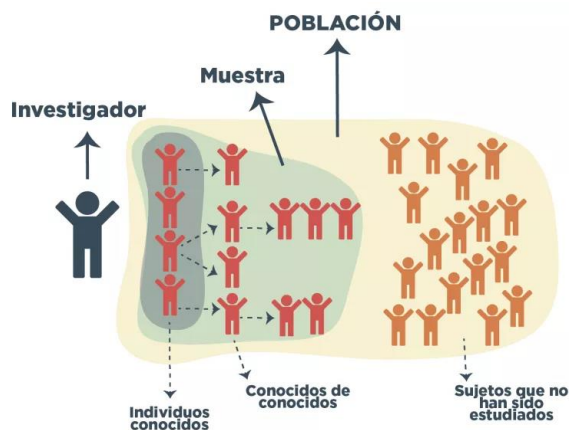 POBLACIÓN
Muestra
Investigador
Individuos
conocidos
Conocidos de
conocidos
Sujetos que no
han sido
estudiados